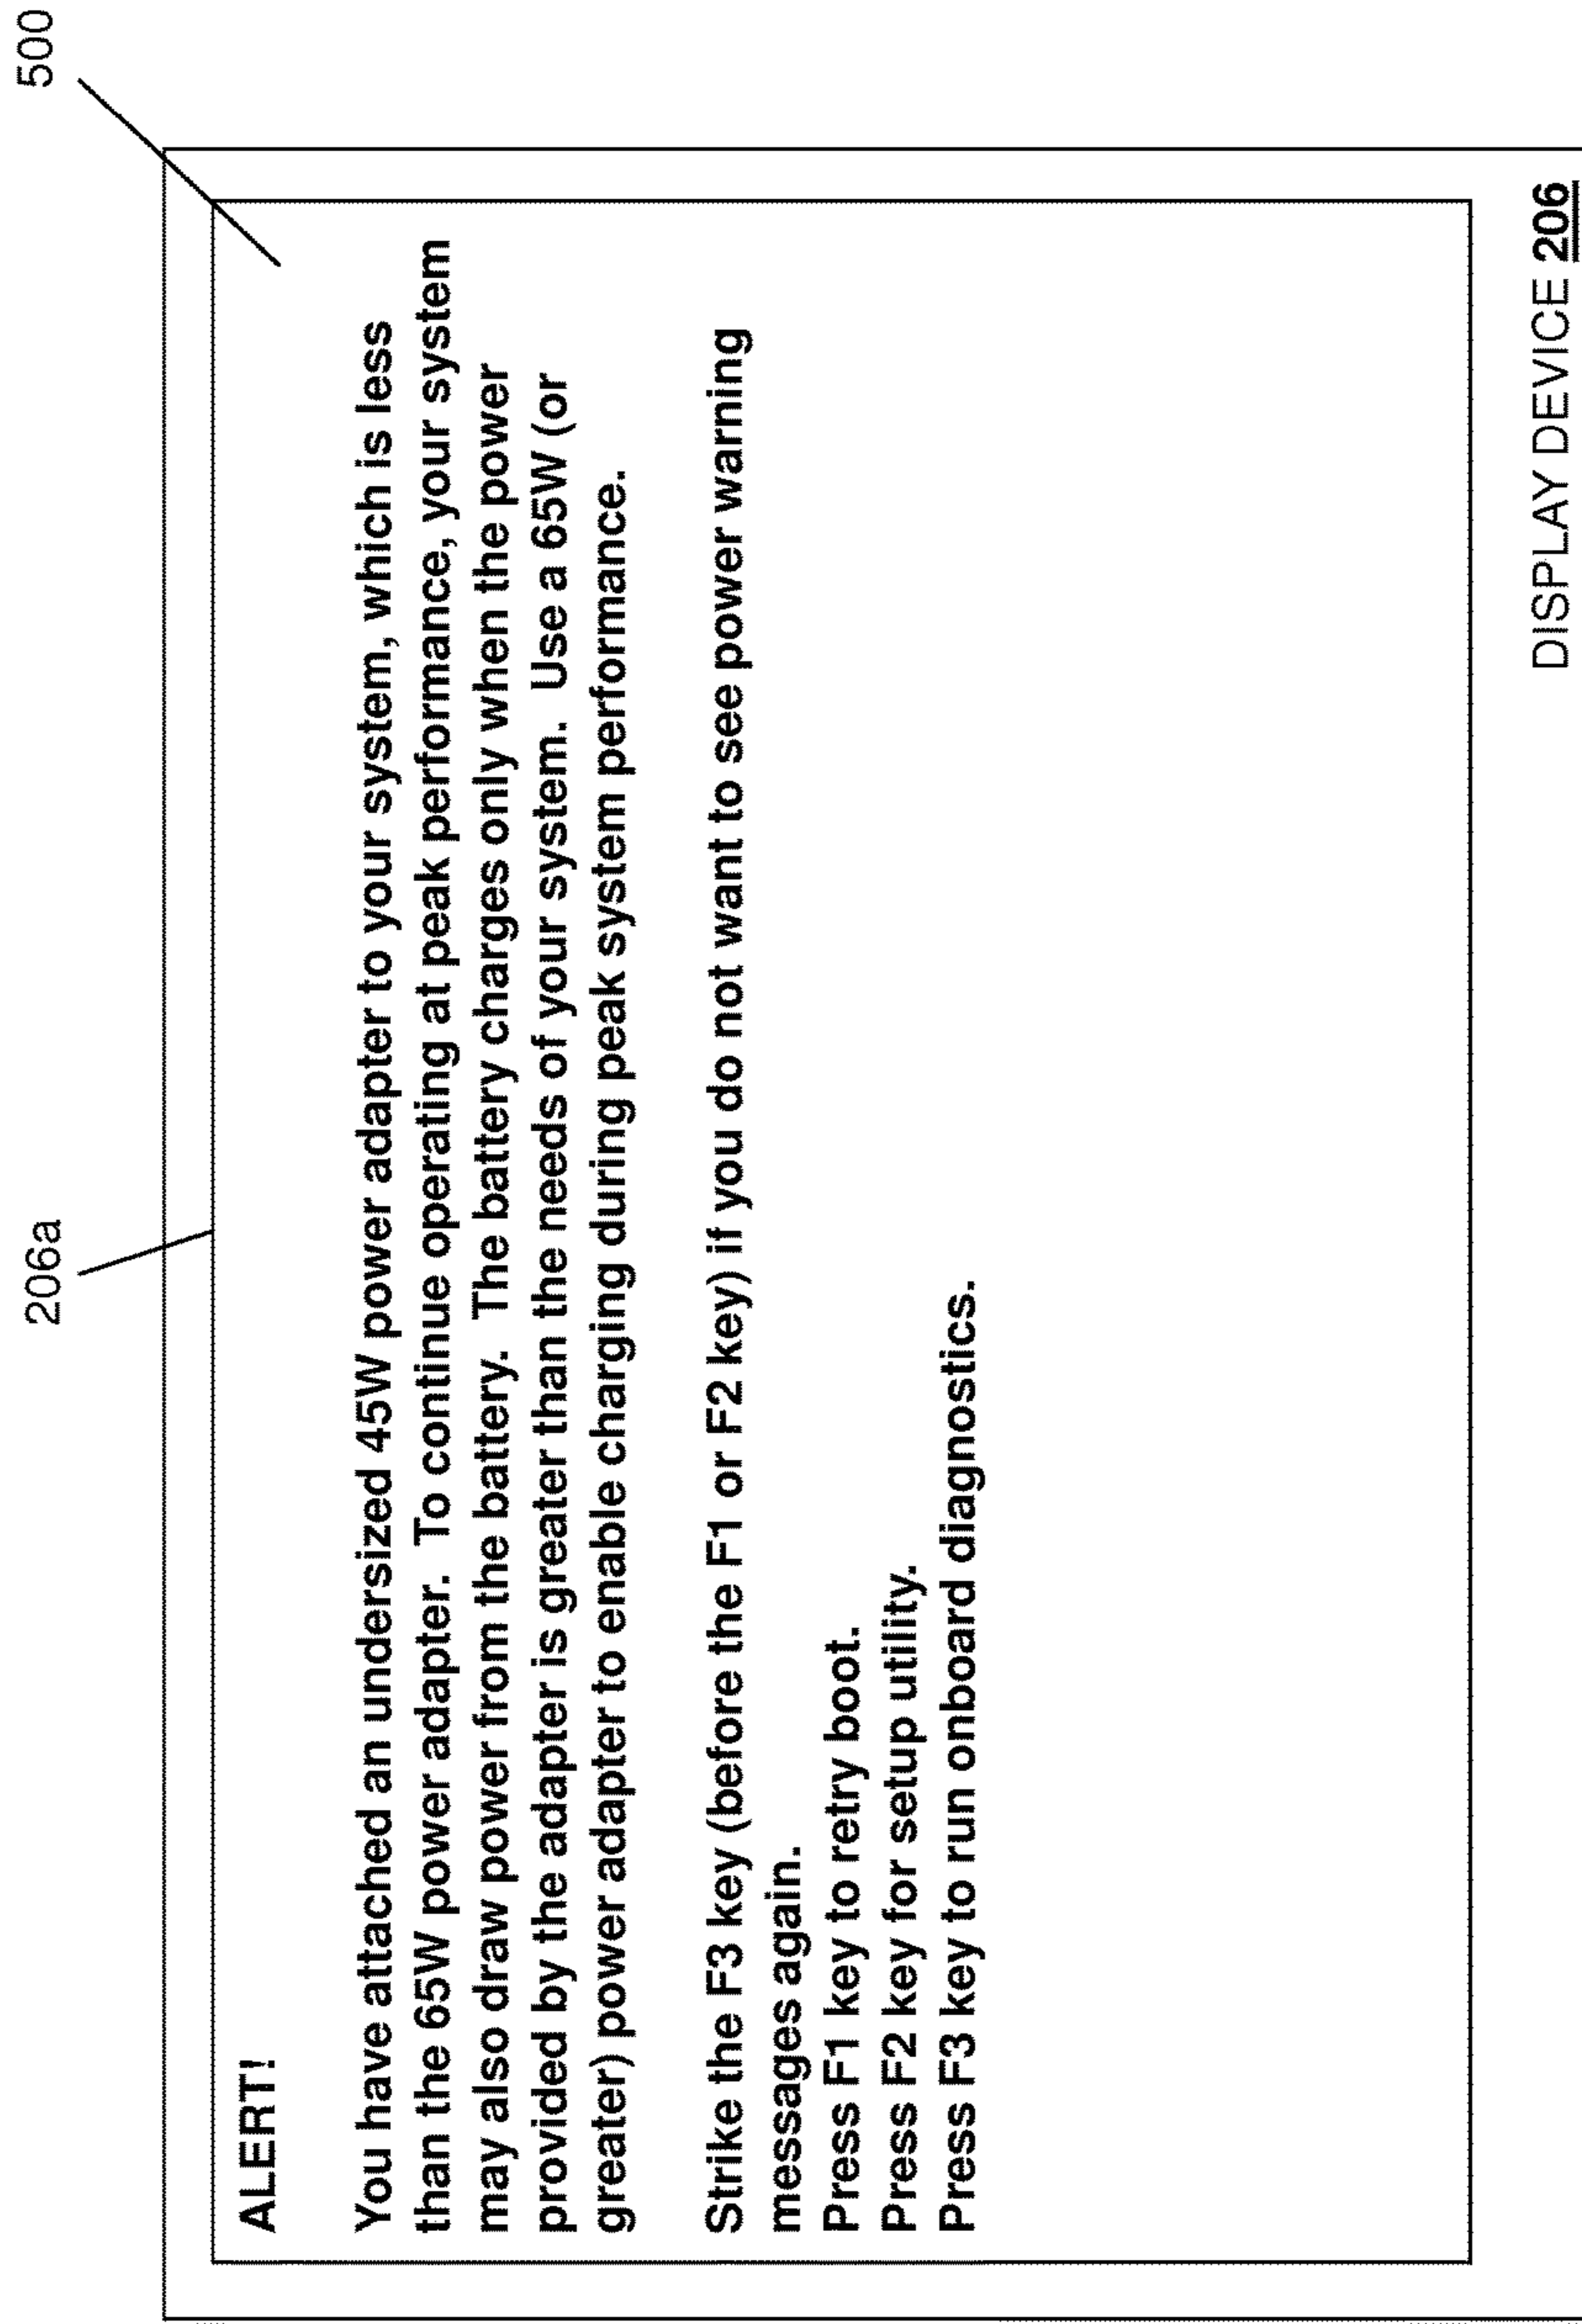 500
206a
ALERT!
You have attached an undersized 45W power adapter to your system, which is less
than the 65W power adapter. To continue operating at peak performance, your system
may also draw power from the battery. The battery charges only when the power
provided by the adapter is greater than the needs of your system. Use a 65W (or
greater) power adapter to enable charging during peak system performance.
Strike the F3 key (before the F1 or F2 key) if you do not want to see power warning
messages again.
Press F1 key to retry boot.
Press F2 key for setup utility.
Press F3 key to run onboard diagnostics.
DISPLAY DEVICE 206